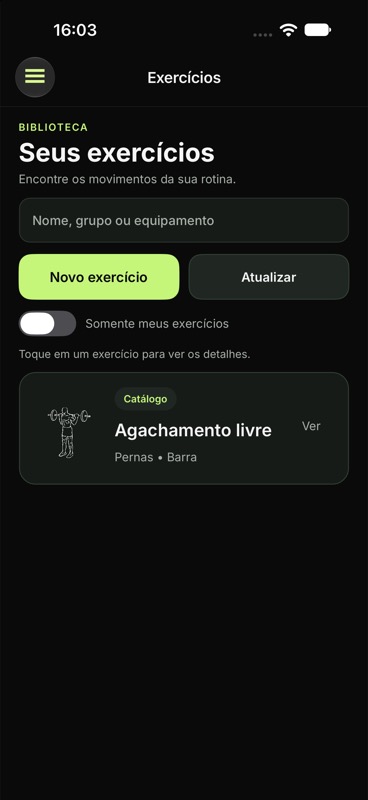 16:03
Exercícios
BIBLIOTECA
Seus exercícios
Encontre os movimentos da sua rotina.
Nome, grupo ou equipamento
Novo exercício
Atualizar
Somente meus exercícios
Toque em um exercício para ver os detalhes.
Catálogo
Agachamento livre
Ver
Pernas • Barra